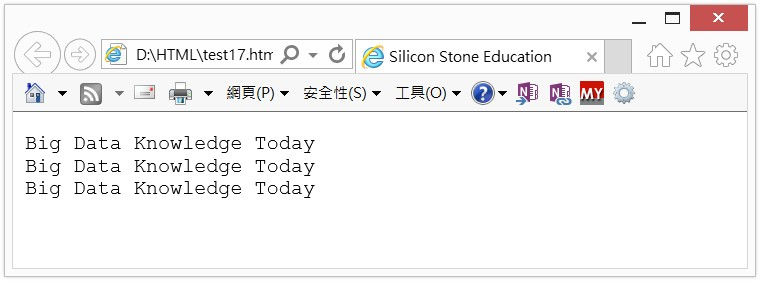 D:\HTML\test17.htm
Silicon Stone Education
網頁(P) 安全性(S) 工具(O) MY
Big Data Knowledge Today
Big Data Knowledge Today
Big Data Knowledge Today